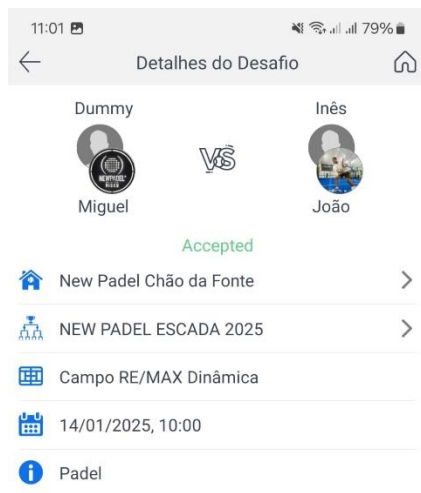 11:01 79%
Detalhes do Desafio
Dummy Inês
VS
NEWPADEL
Miguel João
Accepted
New Padel Chão da Fonte
NEW PADEL ESCADA 2025
Campo RE/MAX Dinâmica
14/01/2025, 10:00
Padel